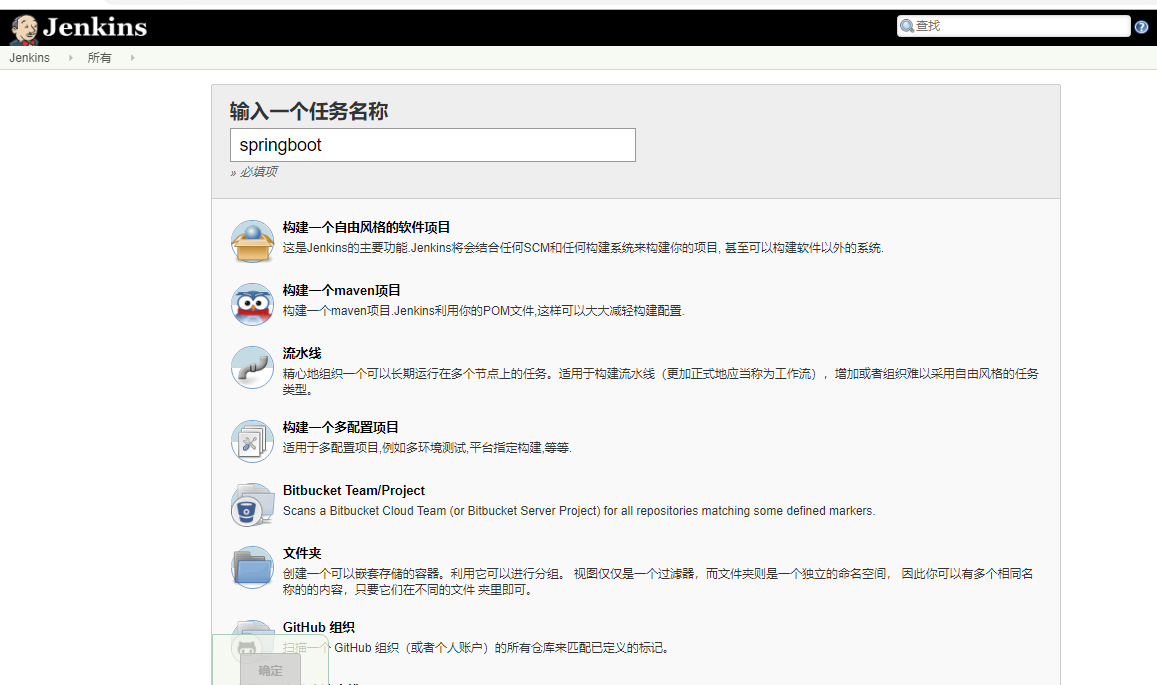 Jenkins
查找
Jenkins
所有
输入一个任务名称
springboot
» 必填项
构建一个自由风格的软件项目
这是Jenkins的主要功能.Jenkins将会结合任何SCM和任何构建系统来构建你的项目, 甚至可以构建软件以外的系统.
构建一个maven项目
构建一个maven项目.Jenkins利用你的POM文件,这样可以大大减轻构建配置.
流水线
精心地组织一个可以长期运行在多个节点上的任务。适用于构建流水线（更加正式地应当称为工作流），增加或者组织难以采用自由风格的任务
类型。
构建一个多配置项目
适用于多配置项目,例如多环境测试,平台指定构建,等等.
Bitbucket Team/Project
Scans a Bitbucket Cloud Team (or Bitbucket Server Project) for all repositories matching some defined markers.
文件夹
创建一个可以嵌套存储的容器。利用它可以进行分组。 视图仅仅是一个过滤器，而文件夹则是一个独立的命名空间， 因此你可以有多个相同名
称的的内容，只要它们在不同的文件 夹里即可。
GitHub 组织
扫描一个 GitHub 组织（或者个人账户）的所有仓库来匹配已定义的标记。
确定